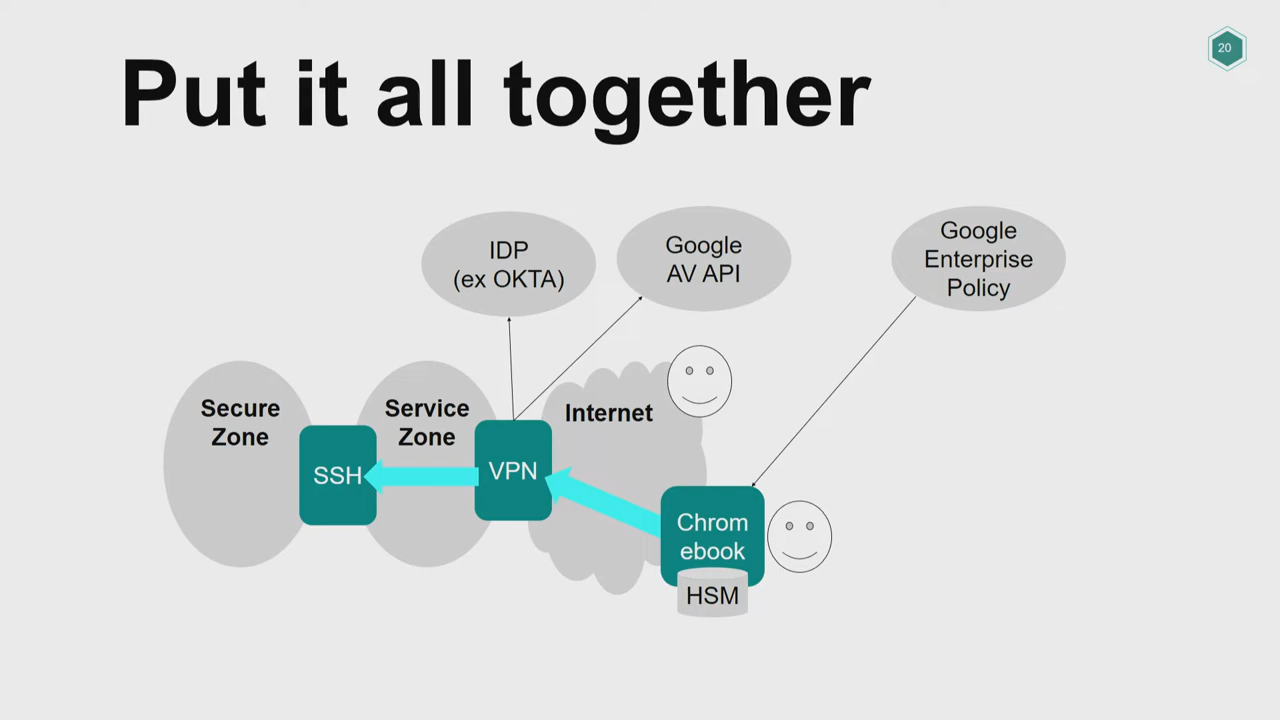 20
Put it all together
IDP
(ex OKTA)
Google
AV API
Google
Enterprise
Policy
Secure
Zone
Service
Zone
Internet
SSH
VPN
Chrom
ebook
HSM